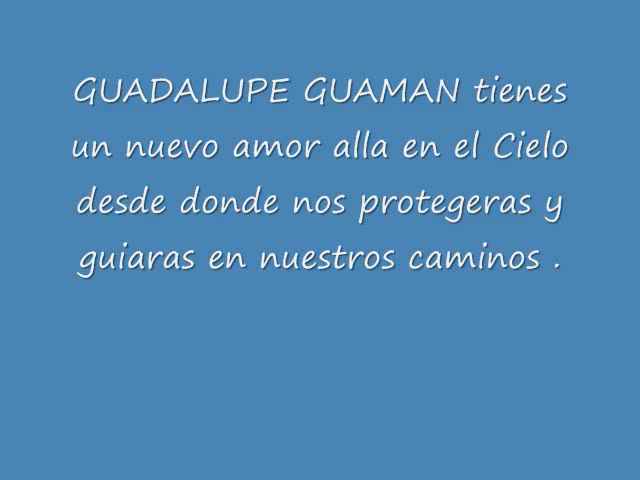 GUADALUPE GUAMAN tienes
un nuevo amor alla en el Cielo
desde donde nos protegeras y
guiaras en nuestros caminos .